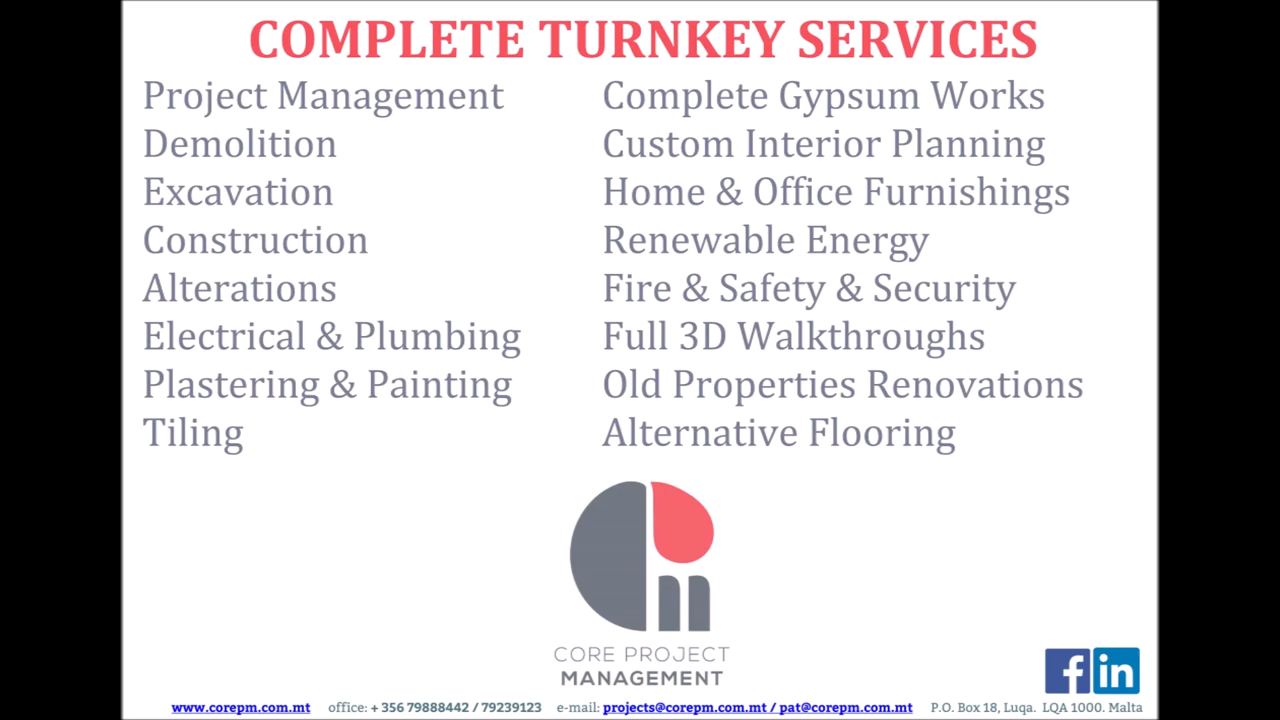 COMPLETE TURNKEY SERVICES
Project Management
Demolition
Excavation
Construction
Alterations
Electrical & Plumbing
Plastering & Painting
Tiling
Complete Gypsum Works
Custom Interior Planning
Home & Office Furnishings
Renewable Energy
Fire & Safety & Security
Full 3D Walkthroughs
Old Properties Renovations
Alternative Flooring
CORE PROJECT
MANAGEMENT
www.corepm.com.mt office: + 356 79888442 / 79239123 e-mail: projects@corepm.com.mt / pat@corepm.com.mt P.O. Box 18, Luqa. LQA 1000. Malta